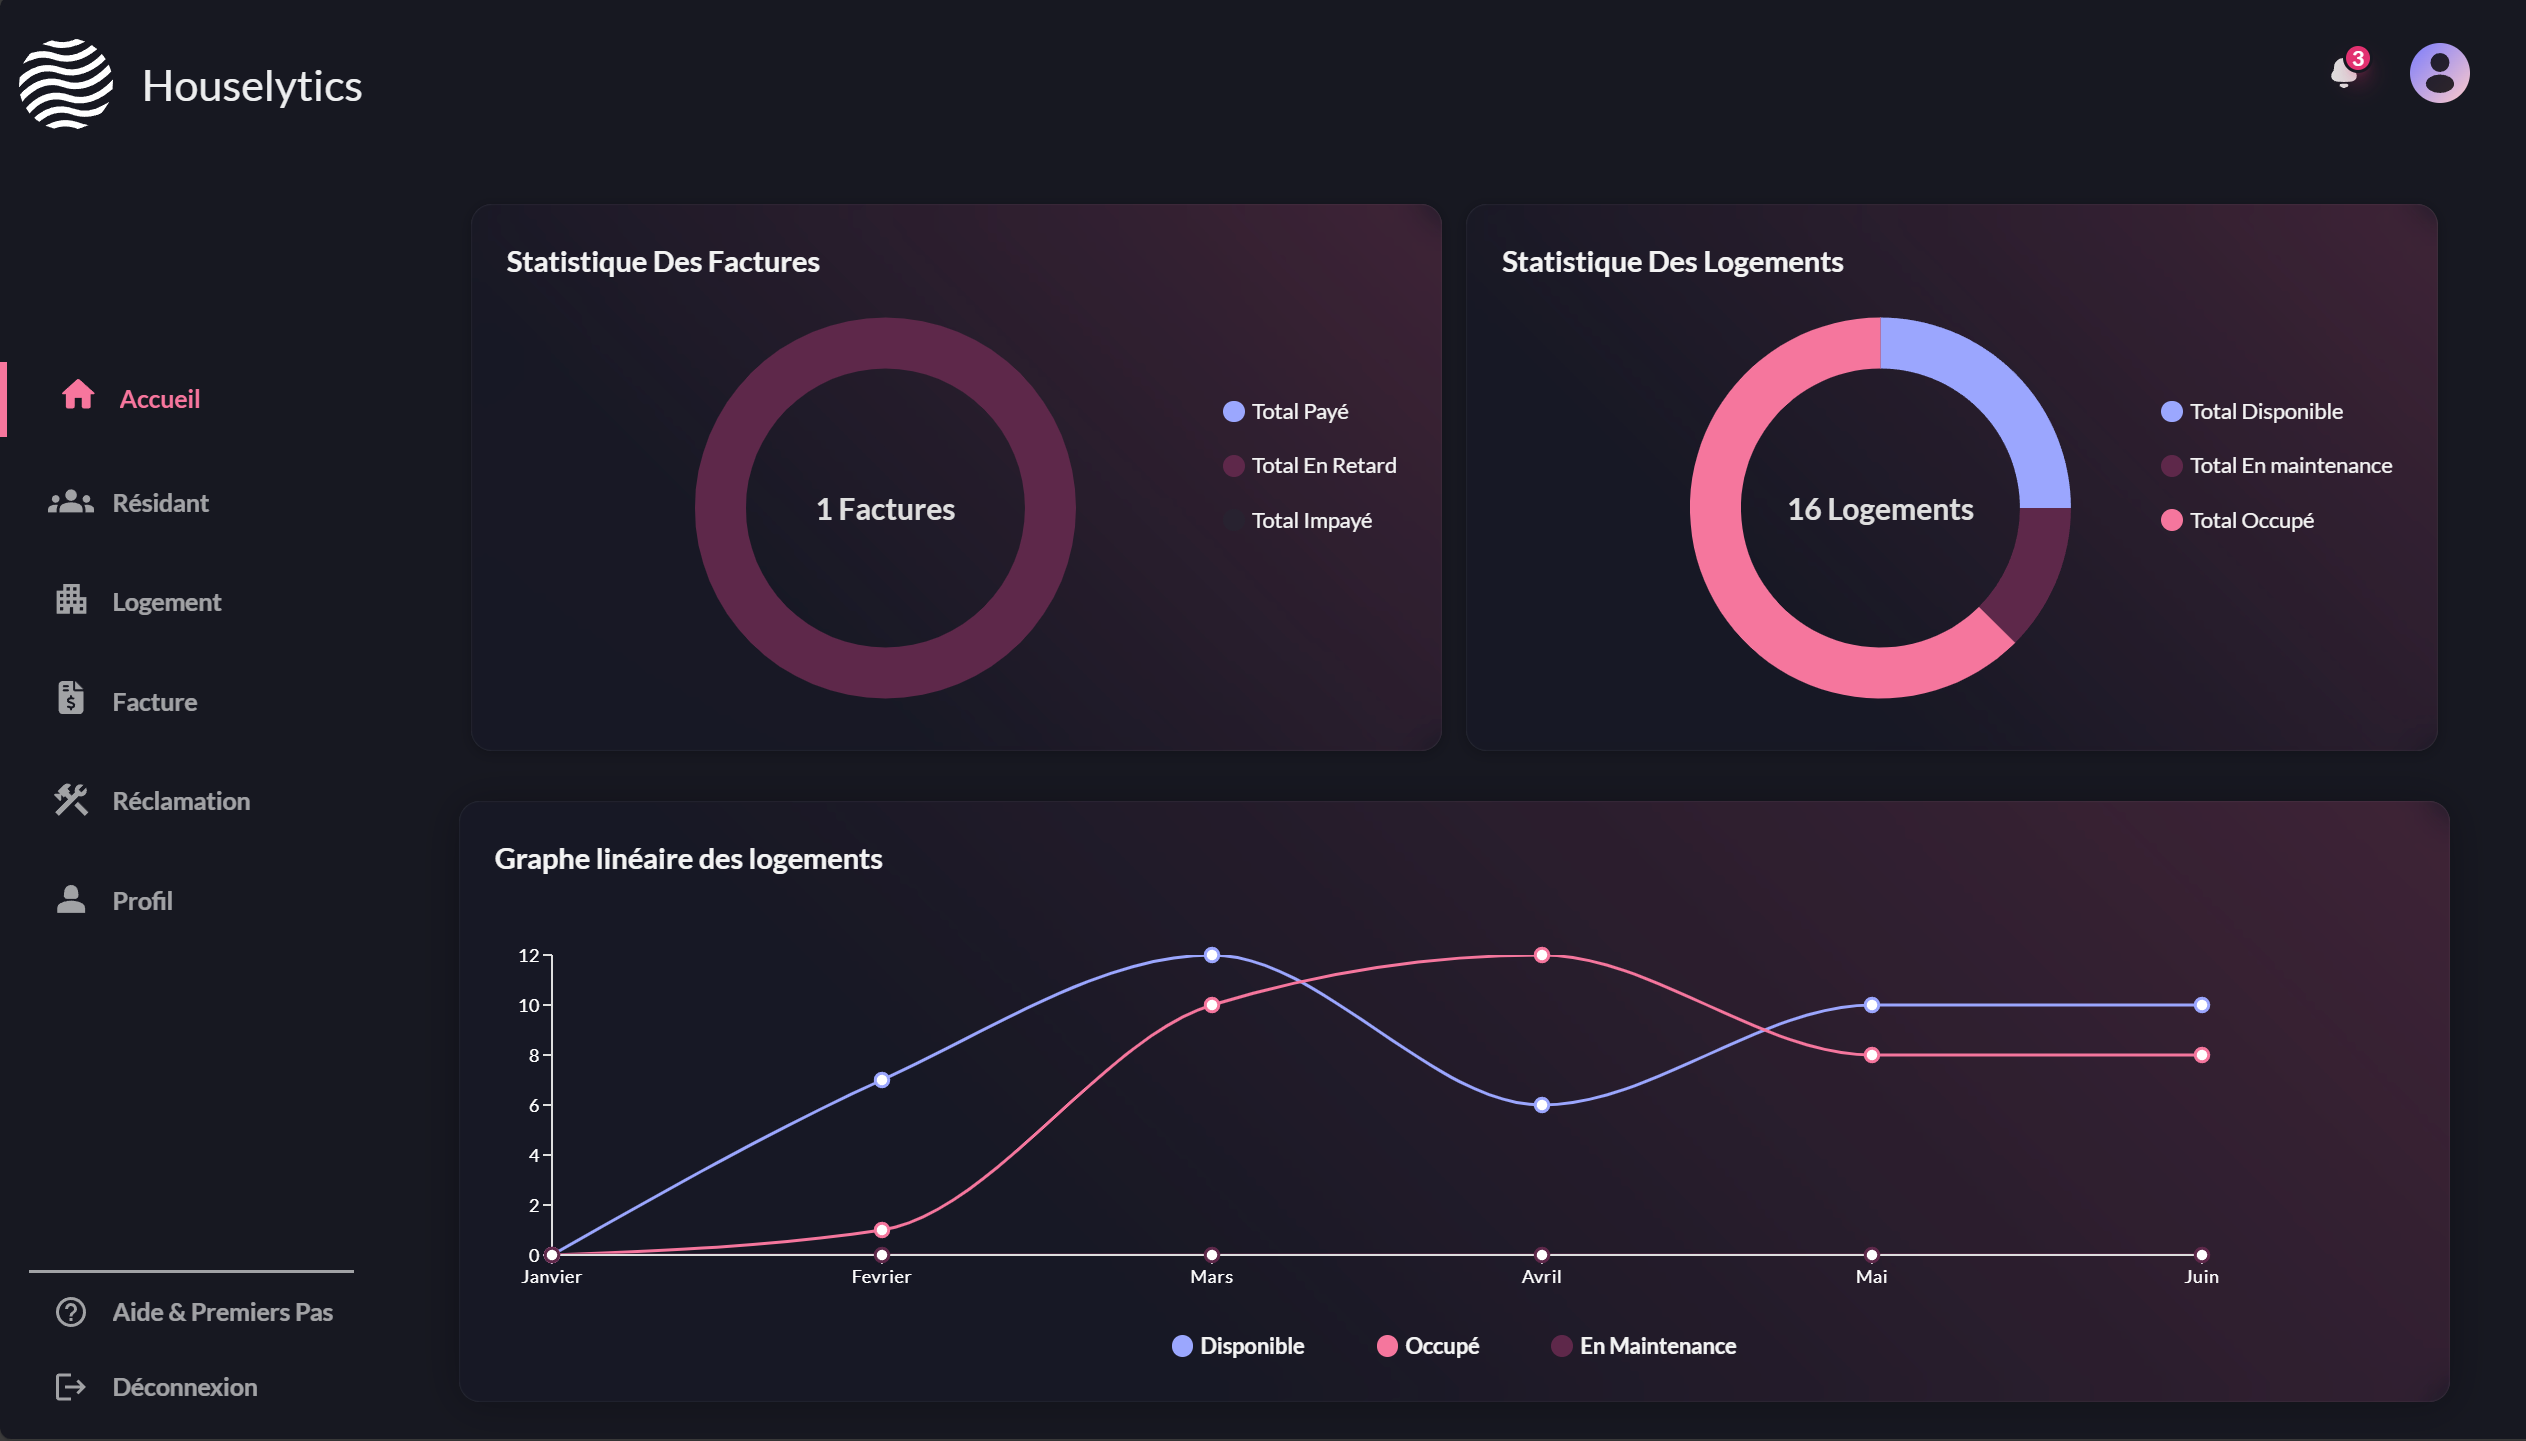 Houselytics
3
Accueil
Résidant
Logement
Facture
Réclamation
Profil
Aide & Premiers Pas
Déconnexion
Statistique Des Factures
1 Factures
Total Payé
Total En Retard
Total Impayé
Statistique Des Logements
16 Logements
Total Disponible
Total En maintenance
Total Occupé
Graphe linéaire des logements
12
10
8
6
4
2
0
Janvier Fevrier Mars Avril Mai Juin
Disponible Occupé En Maintenance